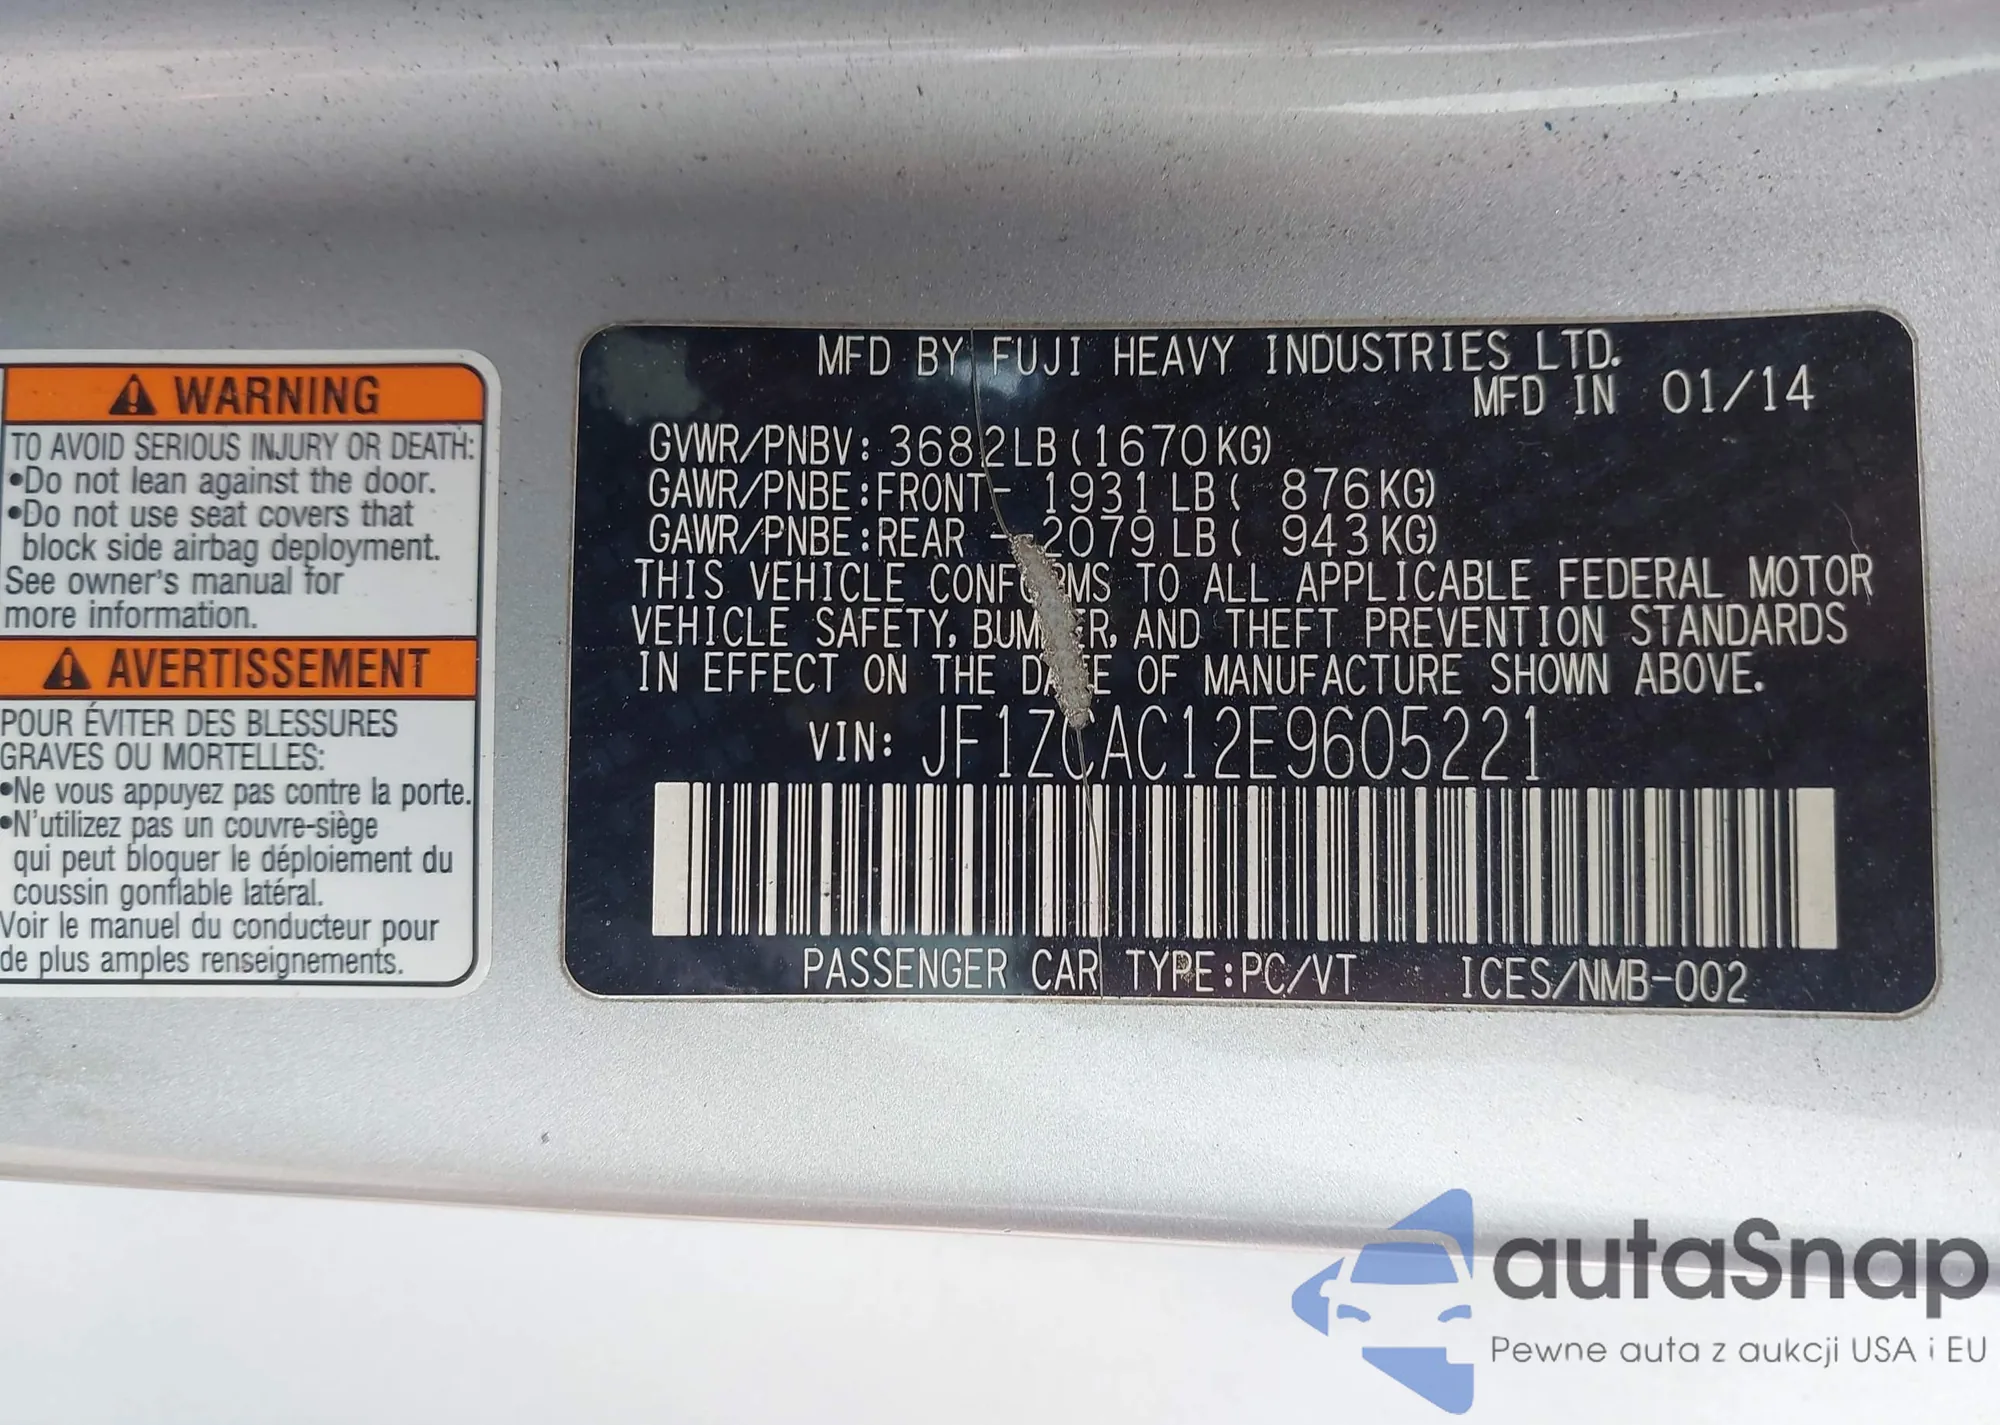 WARNING
TO AVOID SERIOUS INJURY OR DEATH:
•Do not lean against the door.
•Do not use seat covers that
block side airbag deployment.
See owner's manual for
more information.
AVERTISSEMENT
POUR ÉVITER DES BLESSURES
GRAVES OU MORTELLES:
•Ne vous appuyez pas contre la porte.
•N'utilizez pas un couvre-siège
qui peut bloquer le déploiement du
coussin gonflable latéral.
Voir le manuel du conducteur pour
de plus amples renseignements.
MFD BY FUJI HEAVY INDUSTRIES LTD.
MFD IN 01/14
GVWR/PNBV: 3682LB (1670KG)
GAWR/PNBE:FRONT- 1931 LB ( 876KG)
GAWR/PNBE:REAR - 2079 LB ( 943KG)
THIS VEHICLE CONFORMS TO ALL APPLICABLE FEDERAL MOTOR
VEHICLE SAFETY, BUMPER, AND THEFT PREVENTION STANDARDS
IN EFFECT ON THE DATE OF MANUFACTURE SHOWN ABOVE.
VIN: JF1ZCAC12E9605221
PASSENGER CAR TYPE:PC/VT ICES/NMB-002
autaSnap
Pewne auta z aukcji USA i EU